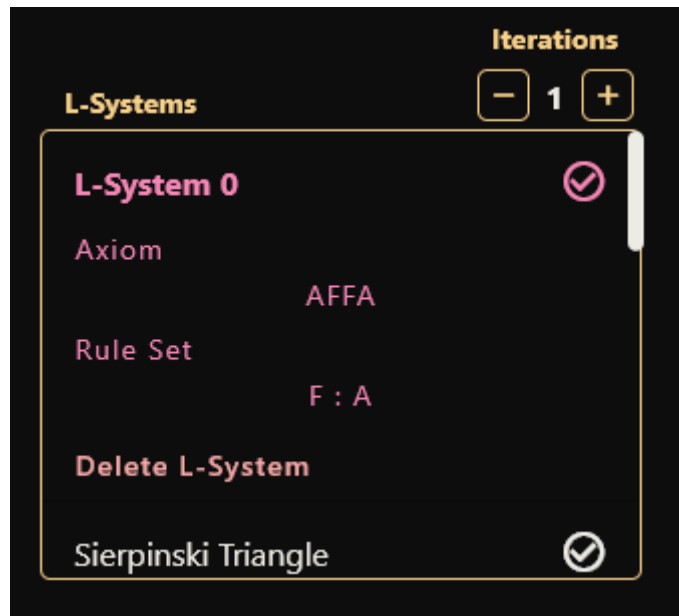 Iterations
L-Systems
− 1 +
L-System 0
Axiom
AFFA
Rule Set
F : A
Delete L-System
Sierpinski Triangle